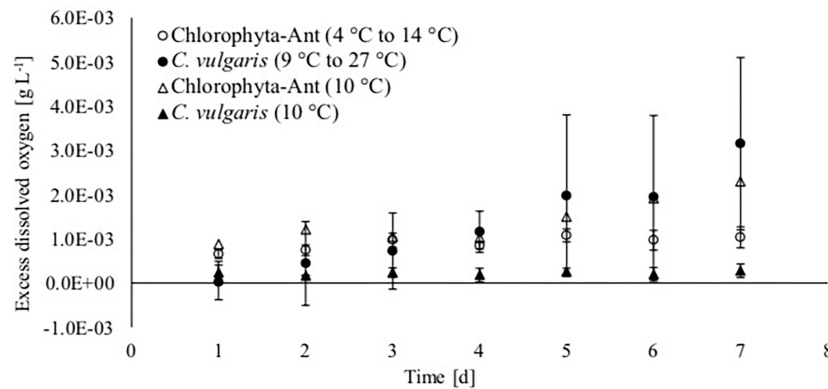 6.0E-03
5.0E-03
4.0E-03
3.0E-03
2.0E-03
1.0E-03
0.0E+00
-1.0E-03
Excess dissolved oxygen [g L-1]
Chlorophyta-Ant (4 °C to 14 °C)
C. vulgaris (9 °C to 27 °C)
Chlorophyta-Ant (10 °C)
C. vulgaris (10 °C)
0 1 2 3 4 5 6 7 8
Time [d]